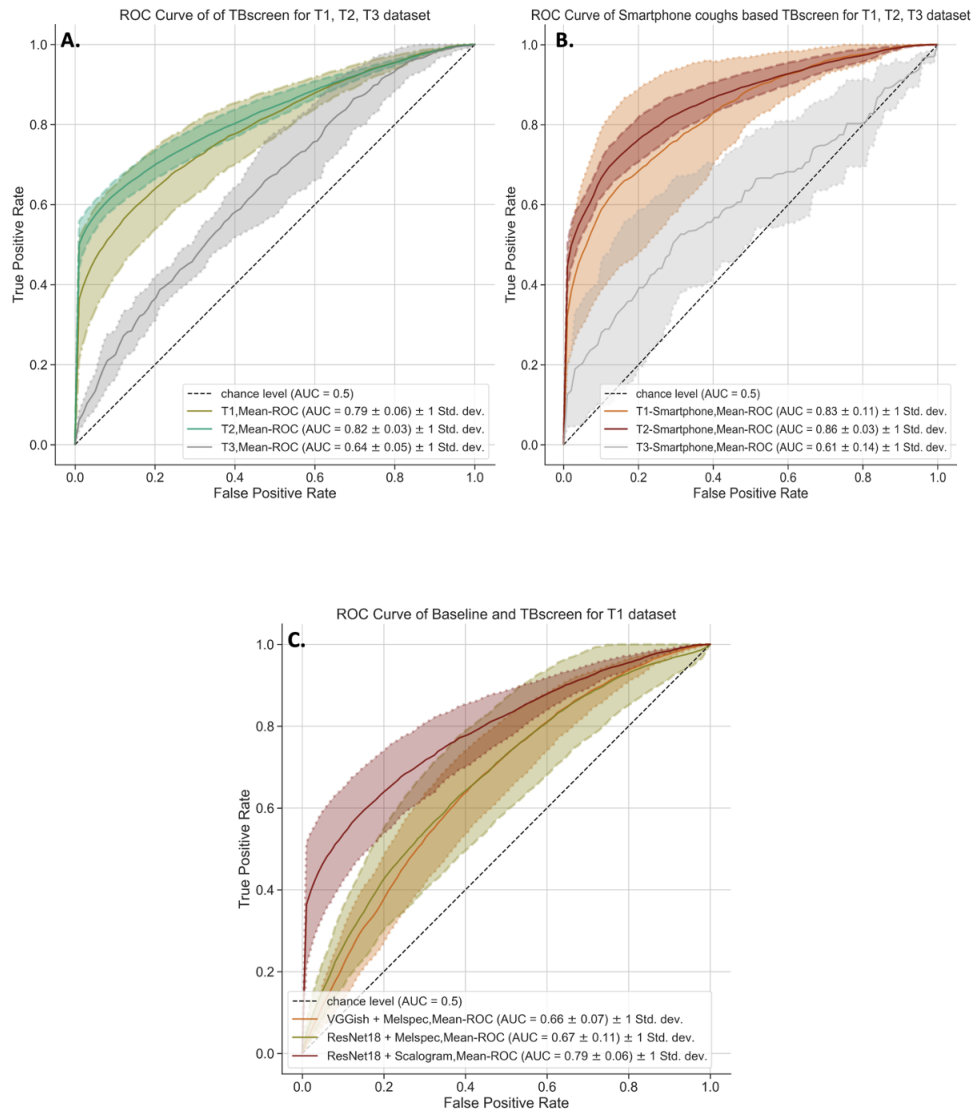 ROC Curve of of TBscreen for T1, T2, T3 dataset
A.
1.0
0.8
0.6
0.4
0.2
0.0
True Positive Rate
chance level (AUC = 0.5)
T1,Mean-ROC (AUC = 0.79 ± 0.06) ± 1 Std. dev.
T2,Mean-ROC (AUC = 0.82 ± 0.03) ± 1 Std. dev.
T3,Mean-ROC (AUC = 0.64 ± 0.05) ± 1 Std. dev.
0.0 0.2 0.4 0.6 0.8 1.0
False Positive Rate
ROC Curve of Smartphone coughs based TBscreen for T1, T2, T3 dataset
B.
1.0
0.8
0.6
0.4
0.2
0.0
True Positive Rate
chance level (AUC = 0.5)
T1-Smartphone,Mean-ROC (AUC = 0.83 ± 0.11) ± 1 Std. dev.
T2-Smartphone,Mean-ROC (AUC = 0.86 ± 0.03) ± 1 Std. dev.
T3-Smartphone,Mean-ROC (AUC = 0.61 ± 0.14) ± 1 Std. dev.
0.0 0.2 0.4 0.6 0.8 1.0
False Positive Rate
ROC Curve of Baseline and TBscreen for T1 dataset
C.
1.0
0.8
0.6
0.4
0.2
0.0
True Positive Rate
chance level (AUC = 0.5)
VGGish + Melspec,Mean-ROC (AUC = 0.66 ± 0.07) ± 1 Std. dev.
ResNet18 + Melspec,Mean-ROC (AUC = 0.67 ± 0.11) ± 1 Std. dev.
ResNet18 + Scalogram,Mean-ROC (AUC = 0.79 ± 0.06) ± 1 Std. dev.
0.0 0.2 0.4 0.6 0.8 1.0
False Positive Rate